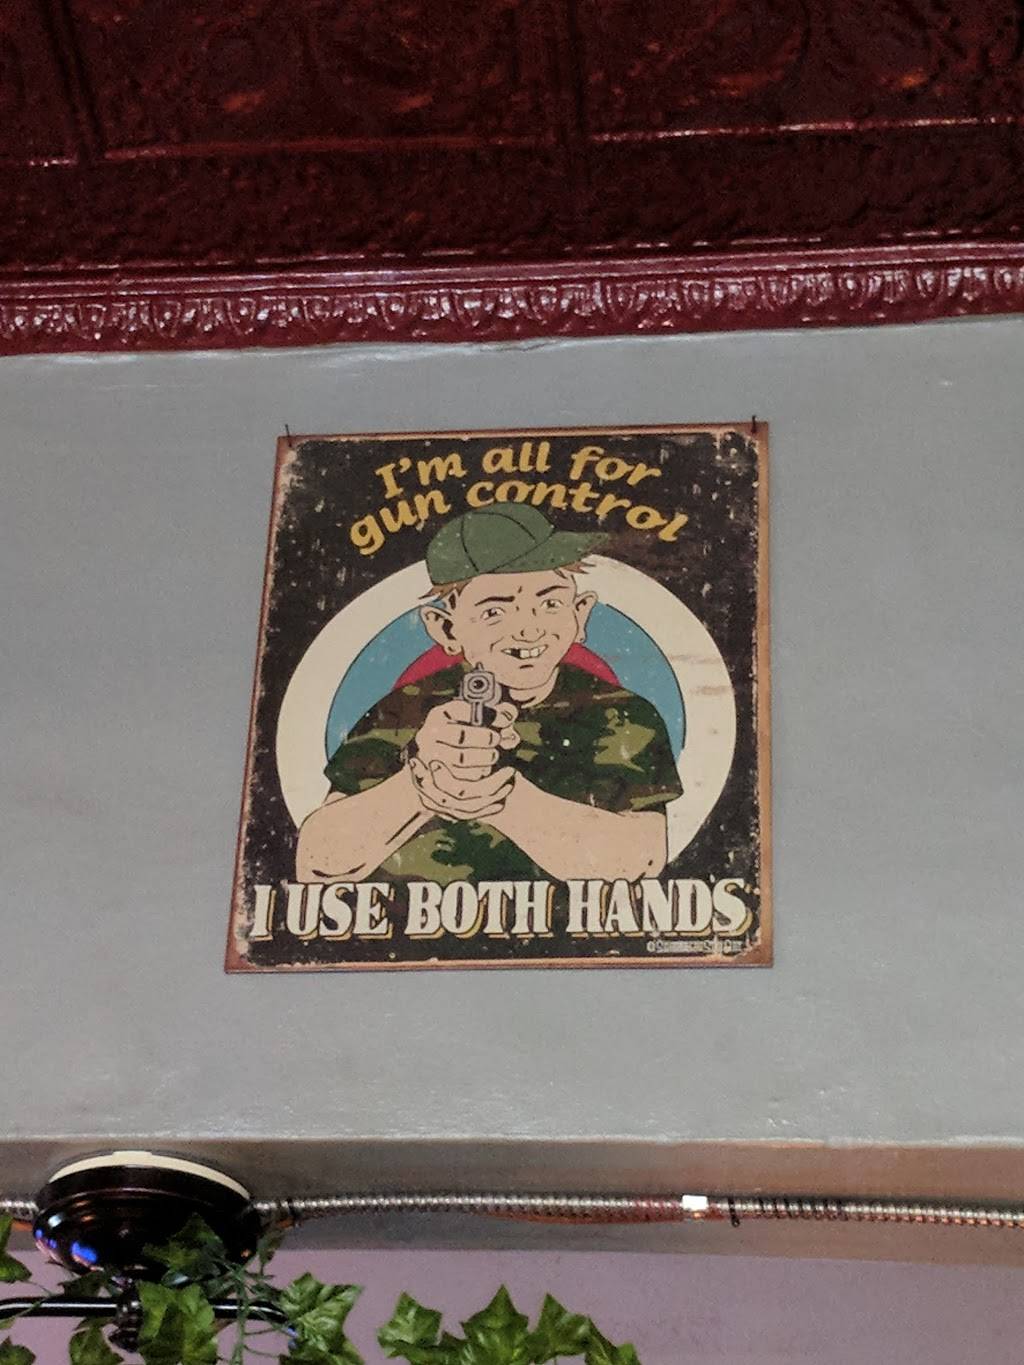 I'm all for
gun control
I USE BOTH HANDS